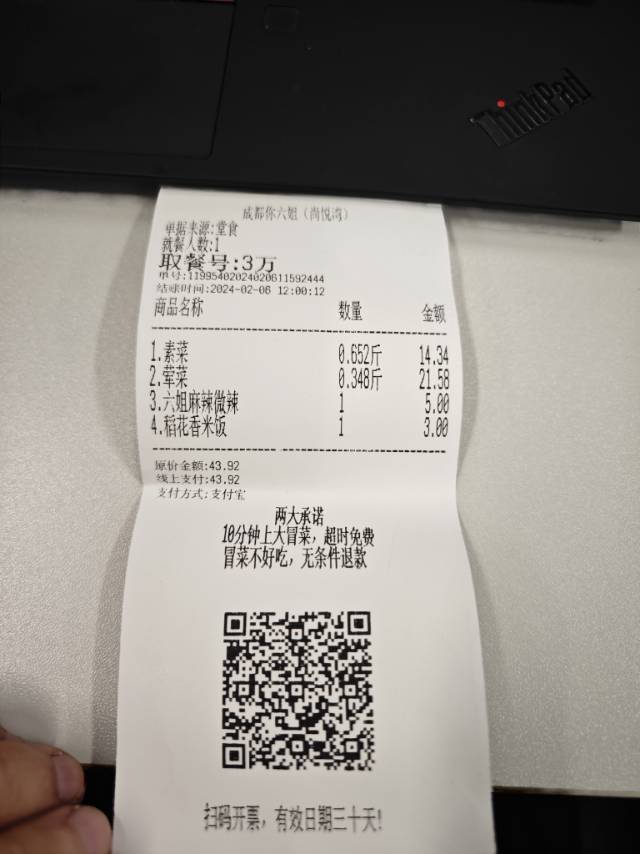 ThinkPad
成都你六姐（尚悦湾）
单据来源:堂食
就餐人数:1
取餐号:3万
单号:11995402024020611592444
结账时间:2024-02-06 12:00:12
商品名称 数量 金额
1.素菜 0.652斤 14.34
2.荤菜 0.348斤 21.58
3.六姐麻辣微辣 1 5.00
4.稻花香米饭 1 3.00
原价金额:43.92
线上支付:43.92
支付方式:支付宝
两大承诺
10分钟上大冒菜，超时免费
冒菜不好吃，无条件退款
扫码开票，有效日期三十天!